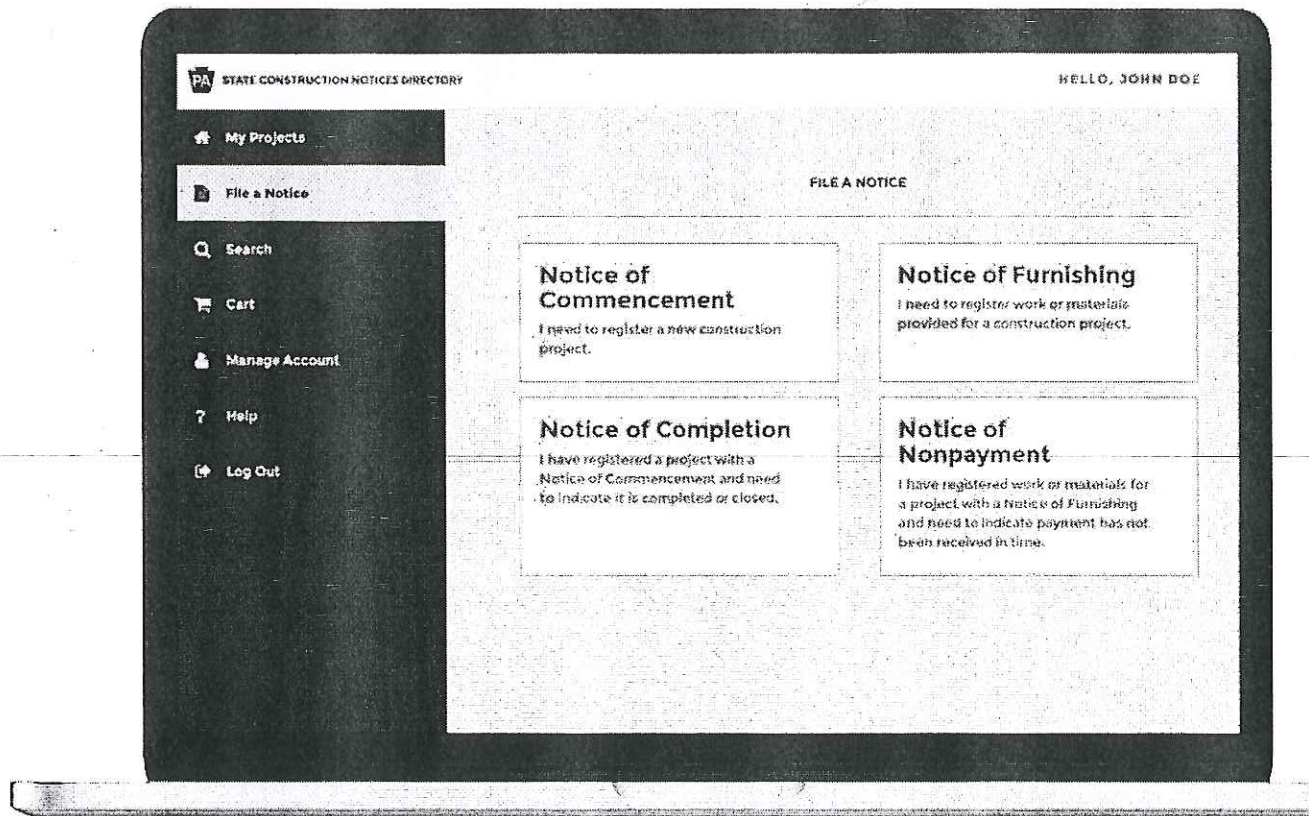 PA STATE CONSTRUCTION NOTICES DIRECTORY
HELLO, JOHN DOE
My Projects
File a Notice
Search
Cart
Manage Account
? Help
Log Out
FILE A NOTICE
Notice of
Commencement
I need to register a new construction
project.
Notice of Furnishing
I need to register work or materials
provided for a construction project.
Notice of Completion
I have registered a project with a
Notice of Commencement and need
to indicate it is completed or closed.
Notice of
Nonpayment
I have registered work or materials for
a project with a Notice of Furnishing
and need to indicate payment has not
been received in time.